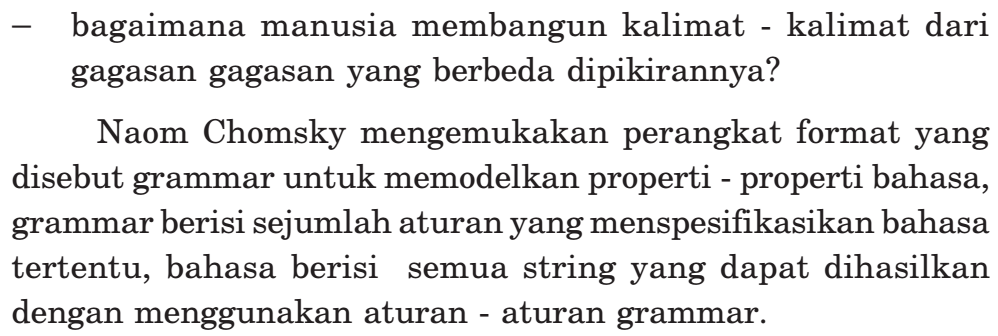 – bagaimana manusia membangun kalimat - kalimat dari
gagasan gagasan yang berbeda dipikirannya?
Naom Chomsky mengemukakan perangkat format yang
disebut grammar untuk memodelkan properti - properti bahasa,
grammar berisi sejumlah aturan yang menspesifikasikan bahasa
tertentu, bahasa berisi semua string yang dapat dihasilkan
dengan menggunakan aturan - aturan grammar.